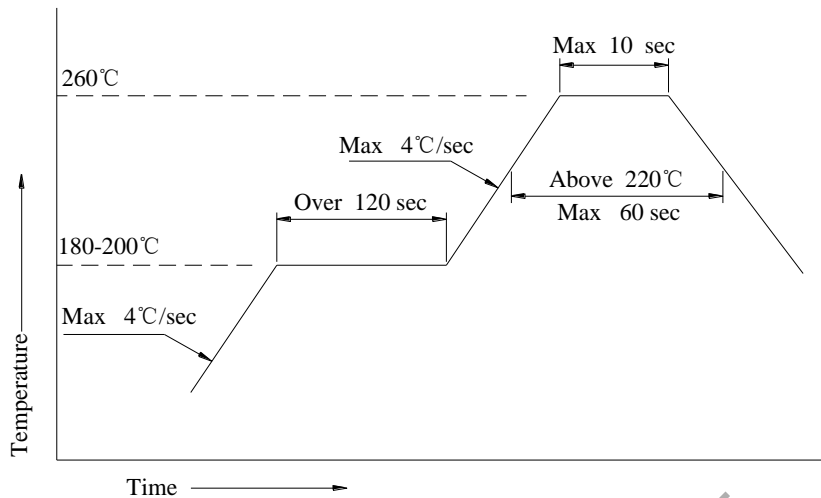 Max 10 sec
260℃
Max 4℃/sec
Above 220℃
Max 60 sec
Over 120 sec
180-200℃
Max 4℃/sec
Temperature
Time